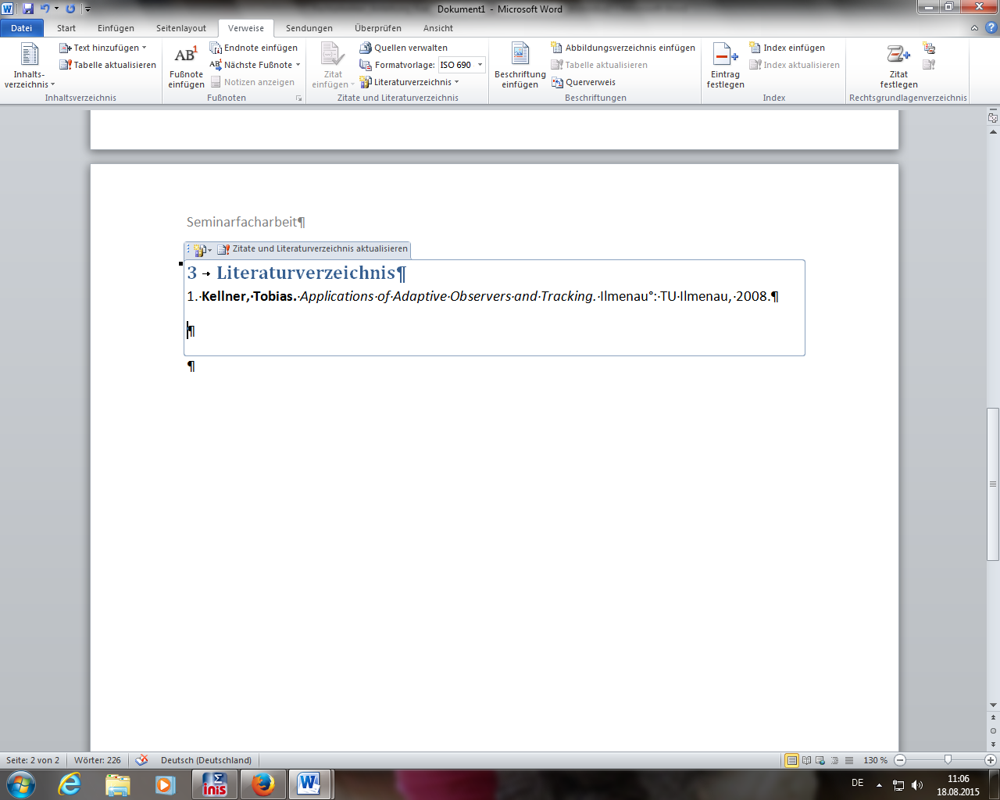 Dokument1 - Microsoft Word
Datei Start Einfügen Seitenlayout Verweise Sendungen Überprüfen Ansicht
Inhalts-
verzeichnis
Text hinzufügen
Tabelle aktualisieren
Inhaltsverzeichnis
AB1
Fußnote
einfügen
Endnote einfügen
Nächste Fußnote
Notizen anzeigen
Fußnoten
Zitat
einfügen
Quellen verwalten
Formatvorlage: ISO 690
Literaturverzeichnis
Zitate und Literaturverzeichnis
Beschriftung
einfügen
Abbildungsverzeichnis einfügen
Tabelle aktualisieren
Querverweis
Beschriftungen
Eintrag
festlegen
Index einfügen
Index aktualisieren
Index
Zitat
festlegen
Rechtsgrundlagenverzeichnis
Seminarfacharbeit¶
Zitate und Literaturverzeichnis aktualisieren
3 → Literaturverzeichnis¶
1.·Kellner,·Tobias.·Applications·of·Adaptive·Observers·and·Tracking.·Ilmenau°:·TU·Ilmenau,·2008.¶
¶
¶
Seite: 2 von 2 Wörter: 226 Deutsch (Deutschland) 130 %
inis
DE
11:06
18.08.2015